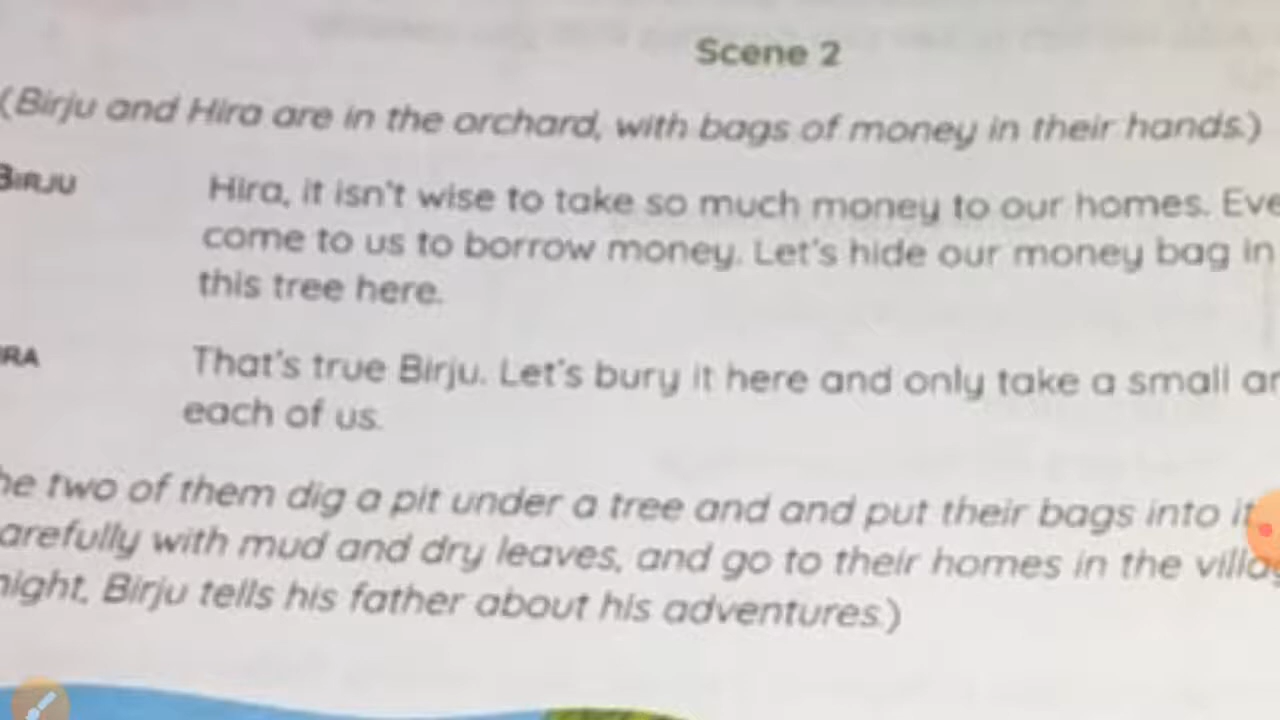 Scene 2
(Birju and Hira are in the orchard, with bags of money in their hands.)
BIRJU Hira, it isn't wise to take so much money to our homes. Eve
come to us to borrow money. Let's hide our money bag in
this tree here.
IRA That's true Birju. Let's bury it here and only take a small a
each of us.
he two of them dig a pit under a tree and and put their bags into it
arefully with mud and dry leaves, and go to their homes in the villag
night, Birju tells his father about his adventures.)